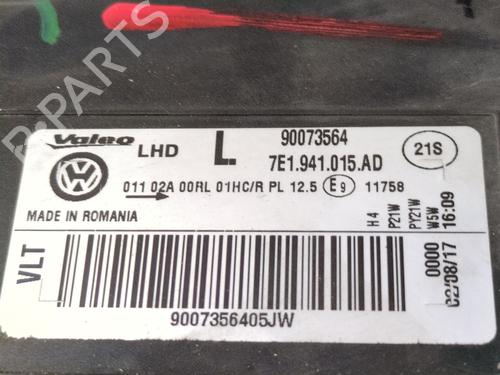 B-PARTS
Valeo LHD L 90073564
7E1.941.015.AD 21S
011 02A 00RL 01HC/R PL 12.5 E9 11758
MADE IN ROMANIA
H4
P21W
PY21W
W5W
VLT
0000
02/08/17 16:09
9007356405JW